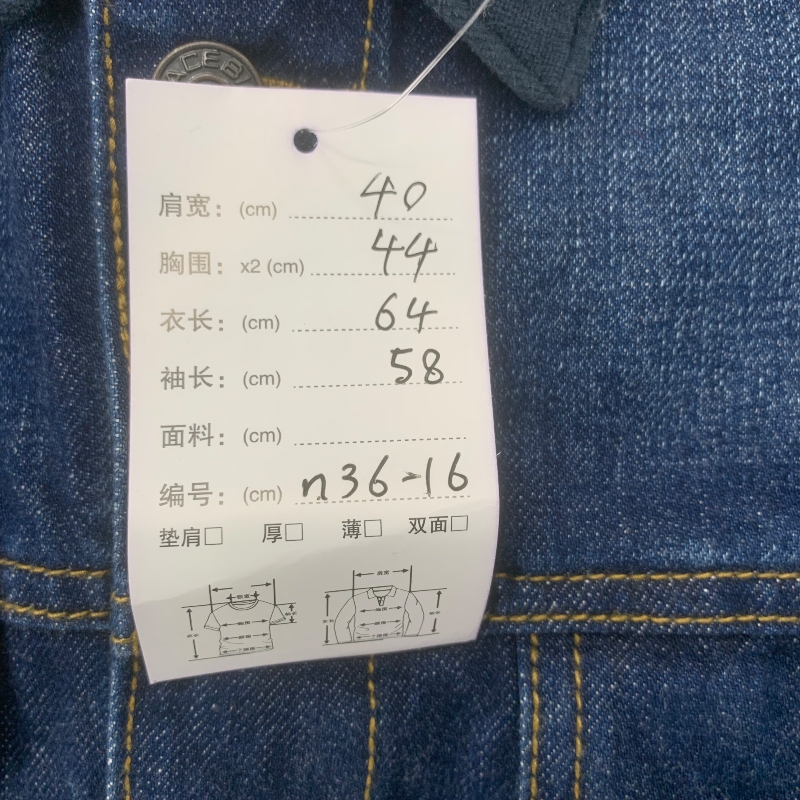 ACEB
肩宽：(cm) 40
胸围：x2 (cm) 44
衣长：(cm) 64
袖长：(cm) 58
面料：(cm)
编号：(cm) n36-16
垫肩□ 厚□ 薄□ 双面□